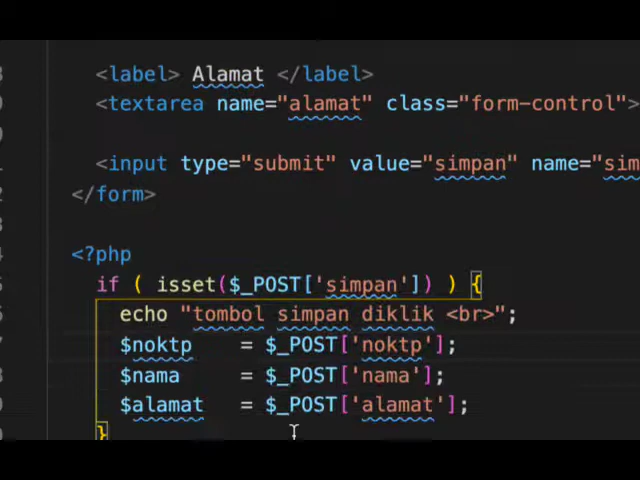 <label> Alamat </label>
<textarea name="alamat" class="form-control">
<input type="submit" value="simpan" name="sim
</form>
<?php
if ( isset($_POST['simpan']) ) {
echo "tombol simpan diklik <br>";
$noktp = $_POST['noktp'];
$nama = $_POST['nama'];
$alamat = $_POST['alamat'];
}